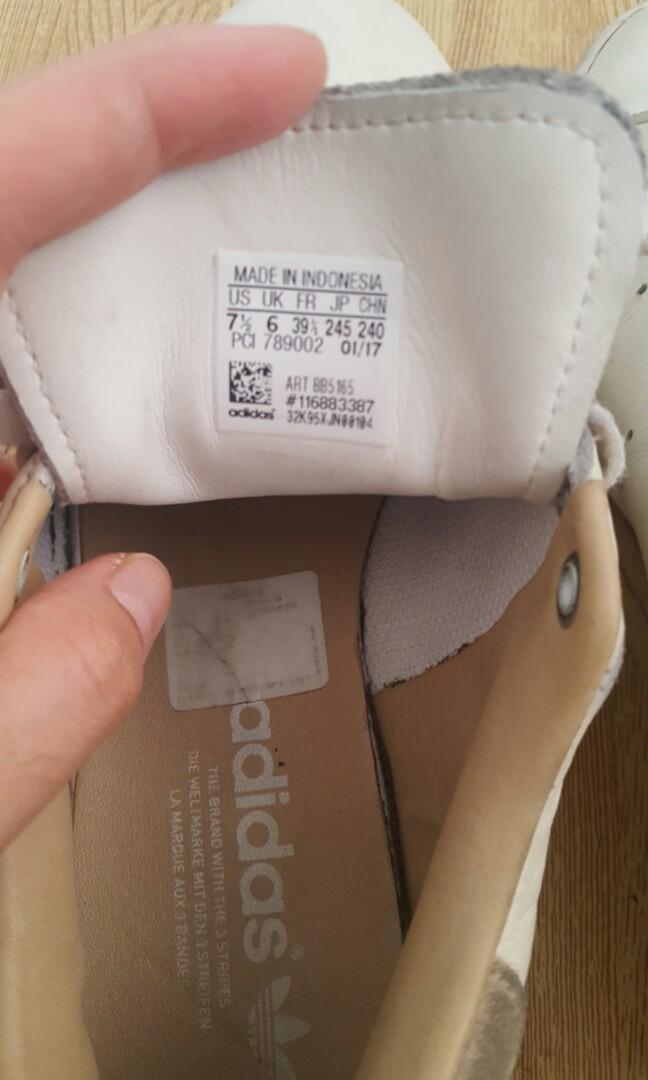 MADE IN INDONESIA
US UK FR JP CHN
7½ 6 39⅓ 245 240
PCI 789002 01/17
ART BB5165
#116883387
adidas 32K95XJN00104
adidas®
THE BRAND WITH THE 3 STRIPES
DIE WELTMARKE MIT DEN 3 STREIFEN
LA MARQUE AUX 3 BANDES